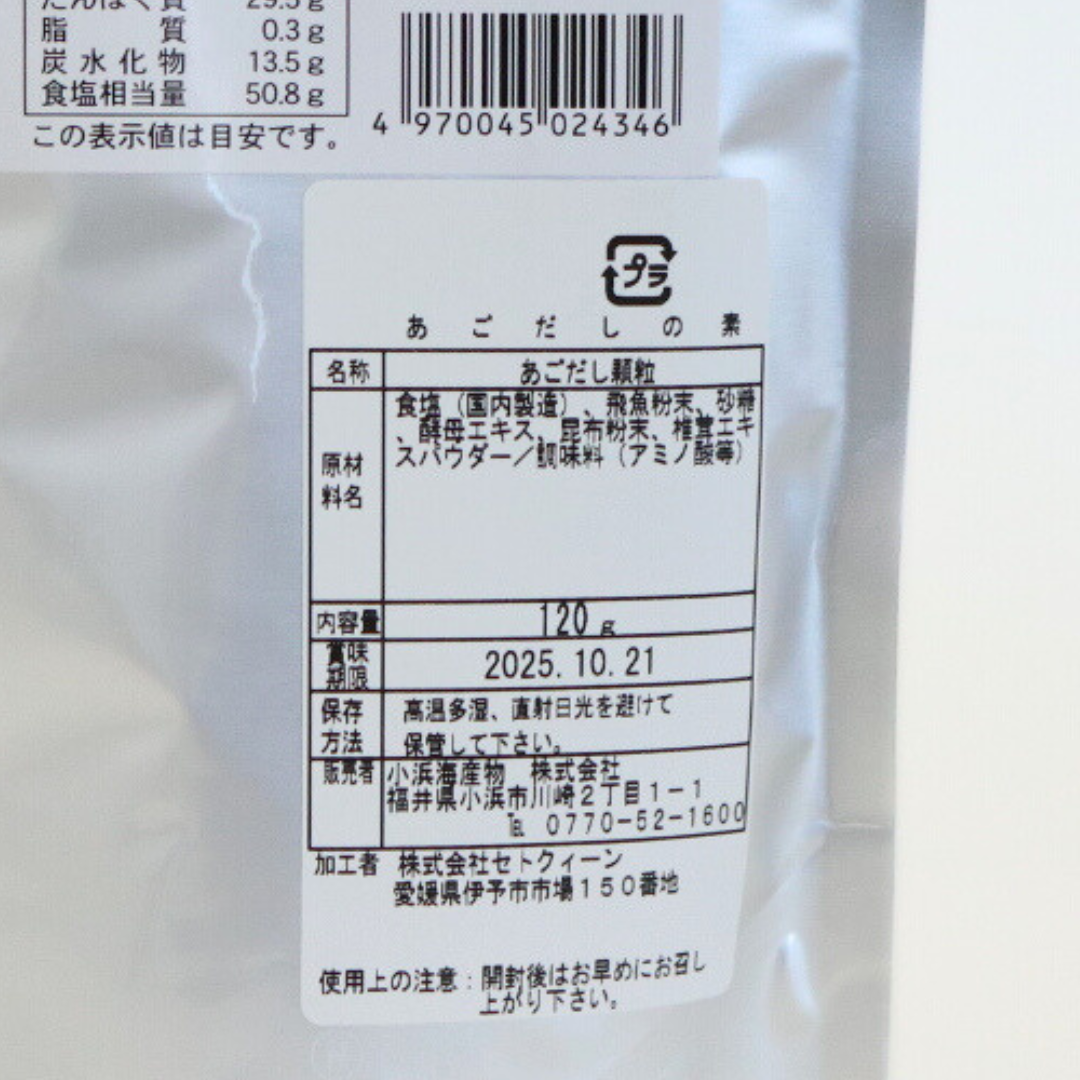 たんぱく質 29.5g
脂質 0.3g
炭水化物 13.5g
食塩相当量 50.8g
この表示値は目安です。
4 970045 024346
プラ
あごだしの素
名称 あごだし顆粒
原材料名 食塩（国内製造）、飛魚粉末、砂糖
、酵母エキス、昆布粉末、椎茸エキ
スパウダー／調味料（アミノ酸等）
内容量 120g
賞味期限 2025.10.21
保存方法 高温多湿、直射日光を避けて
保管して下さい。
販売者 小浜海産物 株式会社
福井県小浜市川崎2丁目1-1
℡ 0770-52-1600
加工者 株式会社セトクィーン
愛媛県伊予市市場150番地
使用上の注意：開封後はお早めにお召し
上がり下さい。